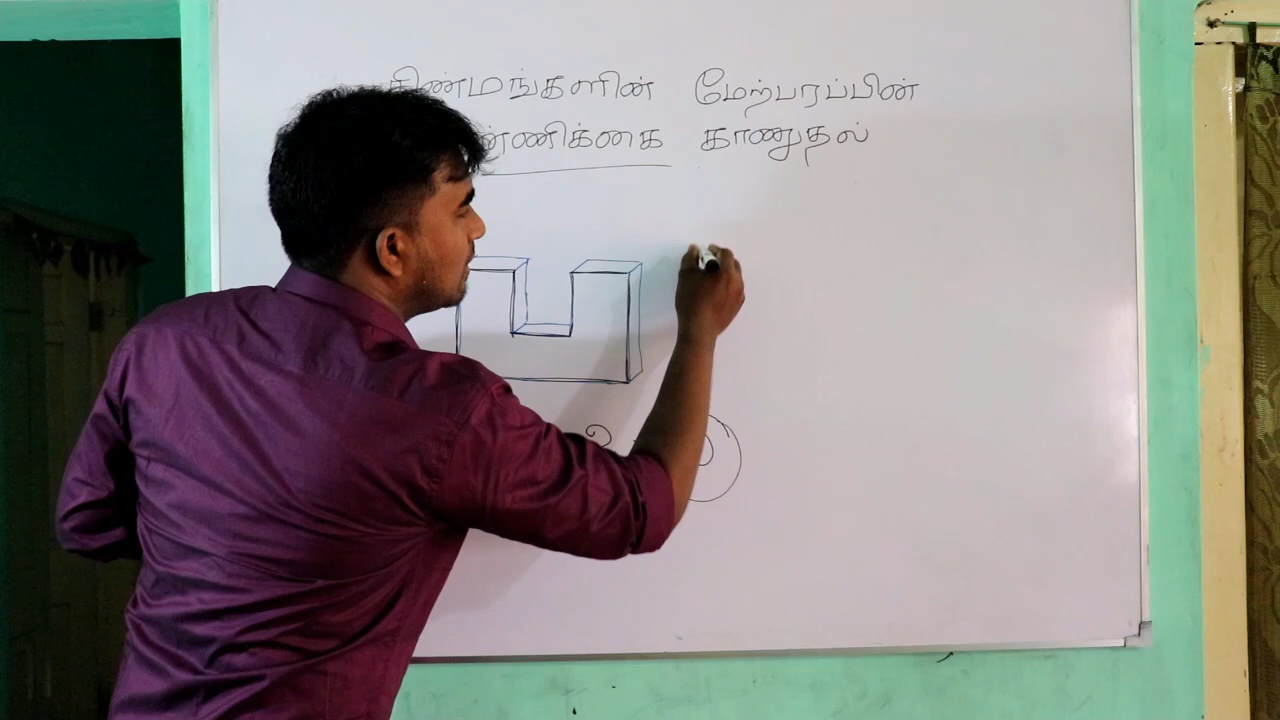 திண்மங்களின் மேற்பரப்பின்
காணுதல்